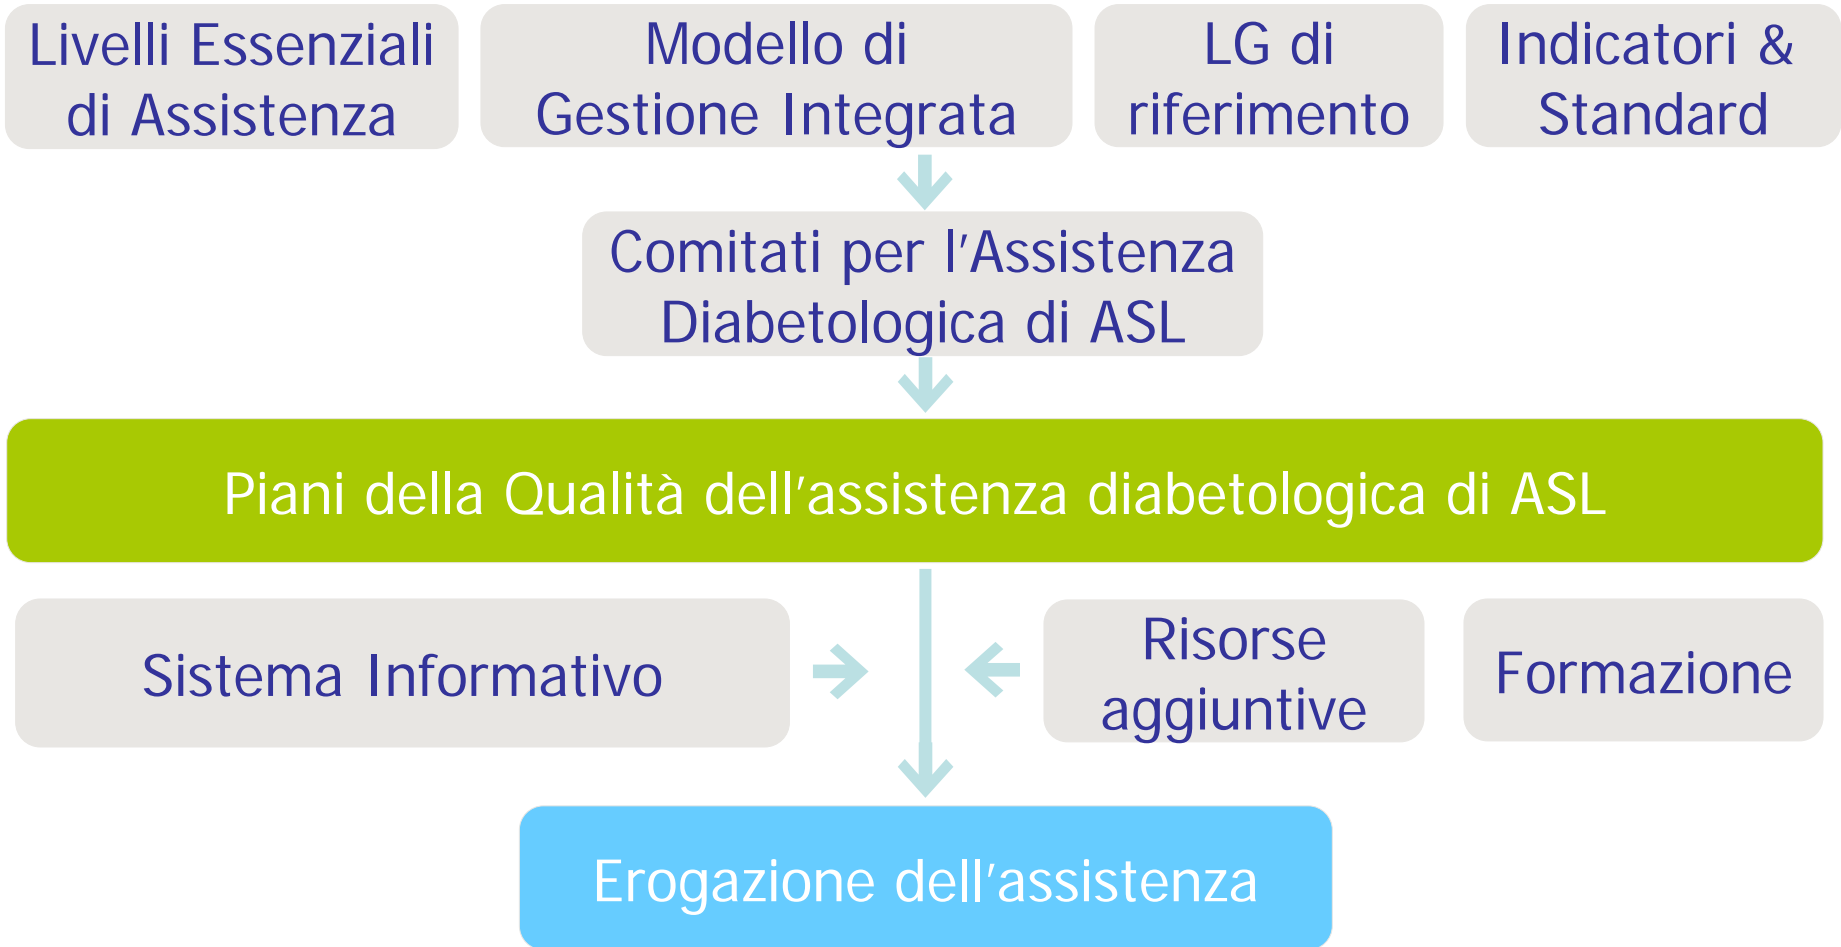 Livelli Essenziali
di Assistenza
Modello di
Gestione Integrata
LG di
riferimento
Indicatori &
Standard
Comitati per l'Assistenza
Diabetologica di ASL
Piani della Qualità dell'assistenza diabetologica di ASL
Sistema Informativo
Risorse
aggiuntive
Formazione
Erogazione dell'assistenza